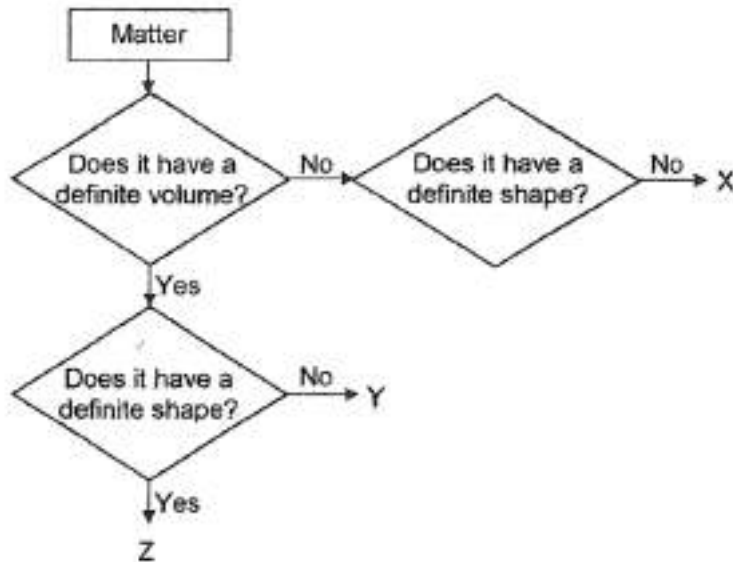 Matter
Does it have a
definite volume?
No
Does it have a
definite shape?
No
X
Yes
Does it have a
definite shape?
No
Y
Yes
Z